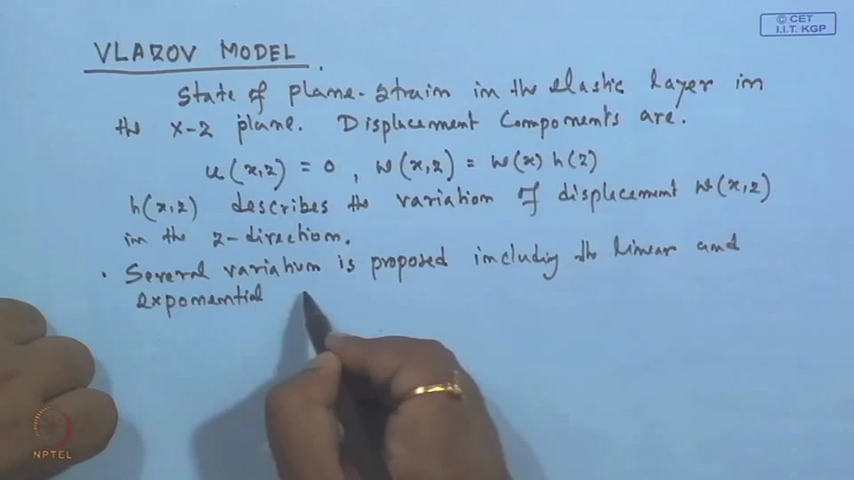 © CET
I.I.T. KGP
VLAZOV MODEL
State of plane-strain in the elastic layer in
the x-z plane. Displacement Components are.
u(x,z) = 0 , w(x,z) = w(x) h(z)
h(x,z) describes the variation of displacement w(x,z)
in the z-direction.
• Several variation is proposed including the linear and
exponential
NPTEL